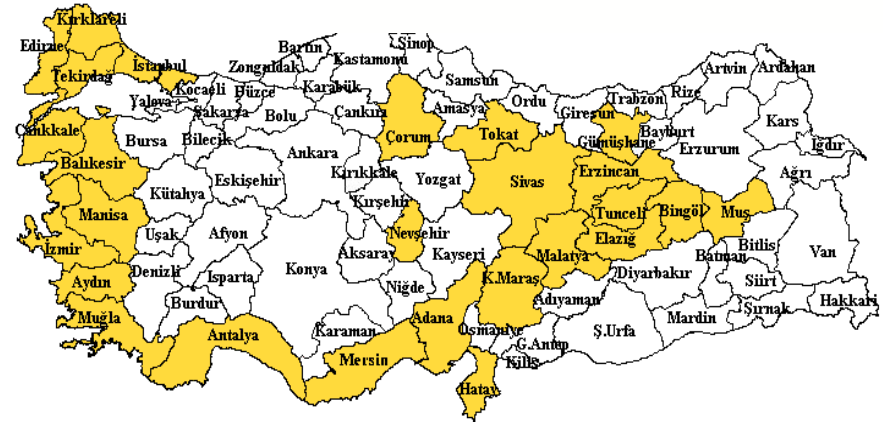 Kırklareli
Edirne
Tekirdağ
İstanbul
Kocaeli
Yalova
Sakarya
Düzce
Zonguldak
Bartın
Karabük
Kastamonu
Sinop
Samsun
Çankırı
Bolu
Çorum
Amasya
Tokat
Ordu
Giresun
Trabzon
Rize
Artvin
Ardahan
Kars
Iğdır
Gümüşhane
Bayburt
Erzurum
Ağrı
Çankkale
Balıkesir
Bursa
Bilecik
Eskişehir
Ankara
Kırıkkale
Yozgat
Sivas
Erzincan
Tunceli
Bingöl
Muş
Kütahya
Kırşehir
Nevşehir
Kayseri
Malatya
Elazığ
Bitlis
Van
Manisa
Uşak
Afyon
Aksaray
Konya
İzmir
Denizli
Isparta
Niğde
K.Maraş
Adıyaman
Diyarbakır
Batman
Siirt
Hakkari
Aydın
Burdur
Muğla
Antalya
Karaman
Mersin
Adana
Osmaniye
G.Antep
Kilis
Ş.Urfa
Mardin
Şırnak
Hatay